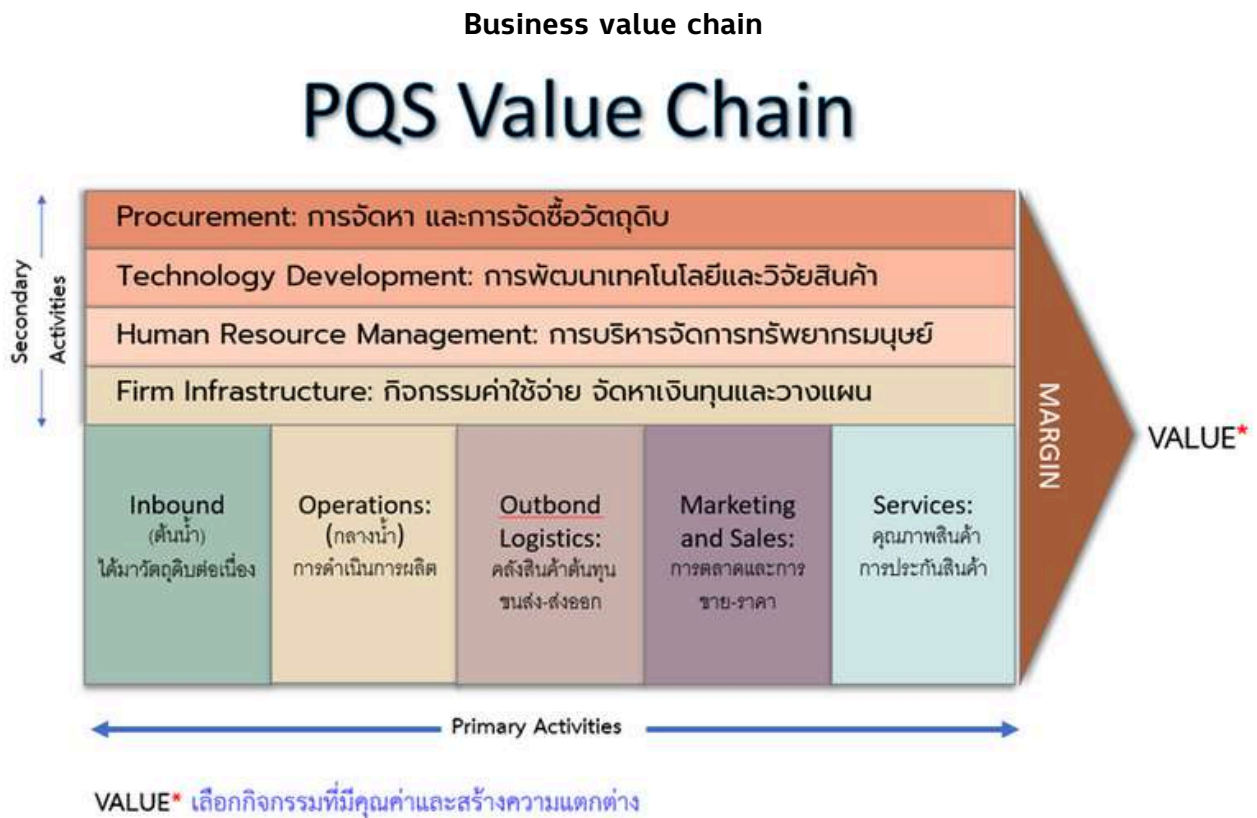 Business value chain
PQS Value Chain
Secondary
Activities
Procurement: การจัดหา และการจัดซื้อวัตถุดิบ
Technology Development: การพัฒนาเทคโนโลยีและวิจัยสินค้า
Human Resource Management: การบริหารจัดการทรัพยากรมนุษย์
Firm Infrastructure: กิจกรรมค่าใช้จ่าย จัดหาเงินทุนและวางแผน
Inbound
(ต้นน้ำ)
ได้มาวัตถุดิบต่อเนื่อง
Operations:
(กลางน้ำ)
การดำเนินการผลิต
Outbond
Logistics:
คลังสินค้าต้นทุน
ขนส่ง-ส่งออก
Marketing
and Sales:
การตลาดและการ
ขาย-ราคา
Services:
คุณภาพสินค้า
การประกันสินค้า
MARGIN
VALUE*
Primary Activities
VALUE* เลือกกิจกรรมที่มีคุณค่าและสร้างความแตกต่าง